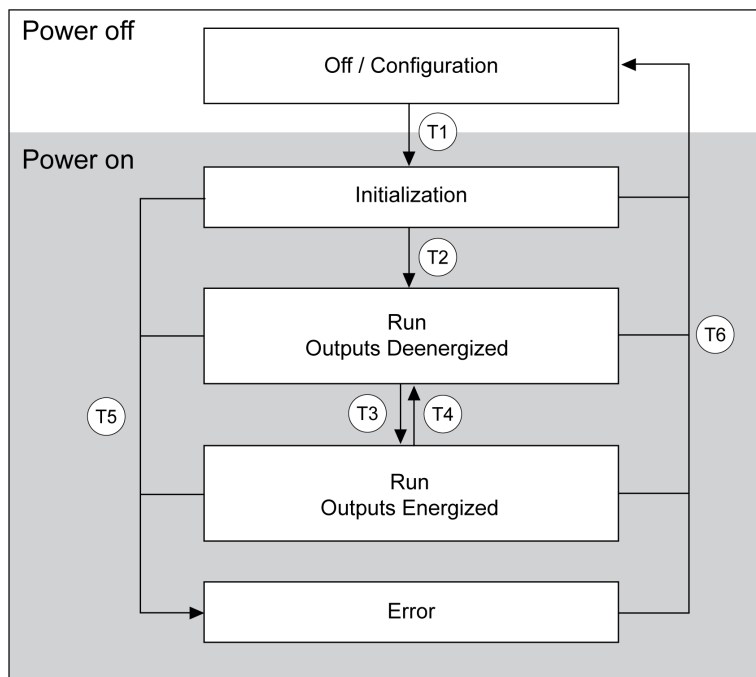 Power off
Off / Configuration
T1
Power on
Initialization
T2
Run
Outputs Deenergized
T6
T5
T3
T4
Run
Outputs Energized
Error